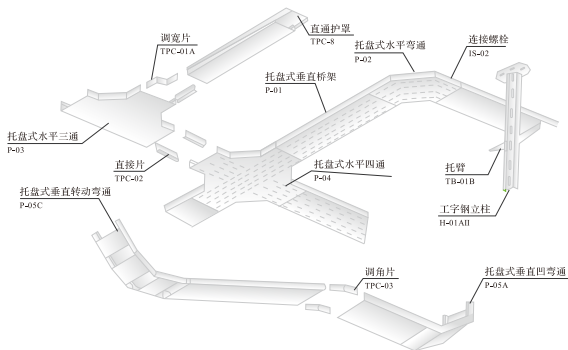 直通护罩
TPC-8
调宽片
TPC-01A
托盘式水平弯通
P-02
连接螺栓
IS-02
托盘式垂直桥架
P-01
托盘式水平三通
P-03
直接片
TPC-02
托盘式水平四通
P-04
托臂
TB-01B
托盘式垂直转动弯通
P-05C
工字钢立柱
H-01AII
调角片
TPC-03
托盘式垂直凹弯通
P-05A